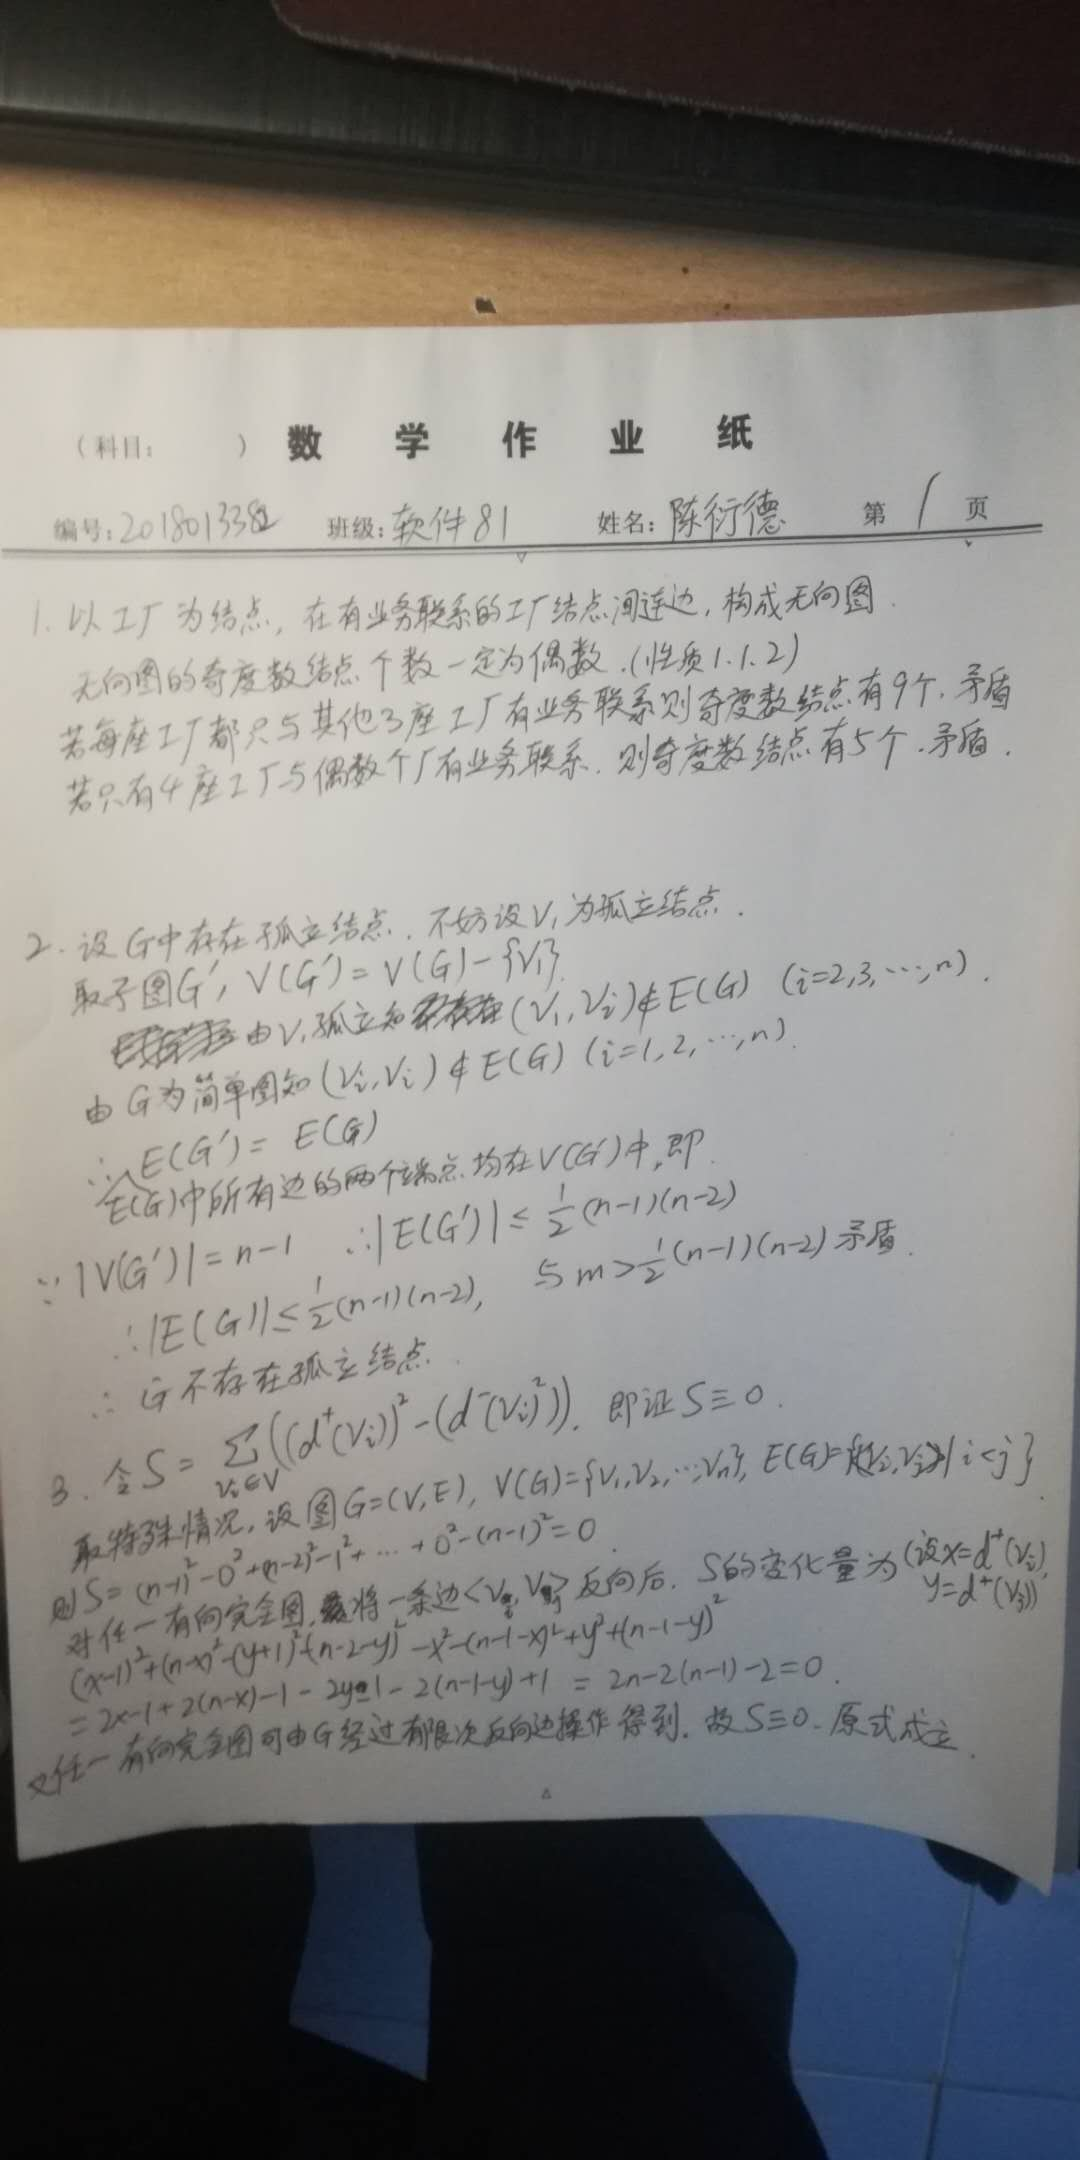 （科目： ） 数 学 作 业 纸
编号：2018013382 班级：软件81 姓名：陈衍德 第 1 页
1. 以工厂为结点，在有业务联系的工厂结点间连边，构成无向图.
无向图的奇度数结点个数一定为偶数.（性质1.1.2）
若每座工厂都只与其他3座工厂有业务联系则奇度数结点有9个.矛盾
若只有4座工厂与偶数个厂有业务联系.则奇度数结点有5个.矛盾.
2. 设G中存在孤立结点.不妨设V₁为孤立结点.
取子图G', V(G')=V(G)-{V₁}.
由V₁孤立知 (V₁,Vᵢ)∉E(G) (i=2,3,…,n).
由G为简单图知(Vᵢ,Vᵢ)∉E(G) (i=1,2,…,n).
∴ E(G')= E(G)
E(G)中所有边的两个端点均在V(G')中,即
∵ |V(G')|=n-1 ∴|E(G')|≤ 1/2 (n-1)(n-2)
∴|E(G)|≤1/2(n-1)(n-2), 与m>1/2(n-1)(n-2)矛盾.
∴ G不存在孤立结点.
3. 令S= Σ_{vᵢ∈V}((d⁺(Vᵢ))²-(d⁻(Vᵢ)²)). 即证S≡0.
取特殊情况,设图G=(V,E), V(G)={V₁,V₂,…,Vn}, E(G)={<Vᵢ,Vⱼ>|i<j}
则S=(n-1)²-0²+(n-2)²-1²+…+0²-(n-1)²=0.
对任一有向完全图,将一条边<Vᵢ,Vⱼ>反向后.S的变化量为(设x=d⁺(Vᵢ),
y=d⁺(Vⱼ))
(x-1)²+(n-x)²-(y+1)²-(n-2-y)²-x²-(n-1-x)²+y²+(n-1-y)²
=2x-1+2(n-x)-1-2y-1-2(n-1-y)+1 = 2n-2(n-1)-2=0.
又任一有向完全图可由G经过有限次反向边操作得到.故S≡0.原式成立.